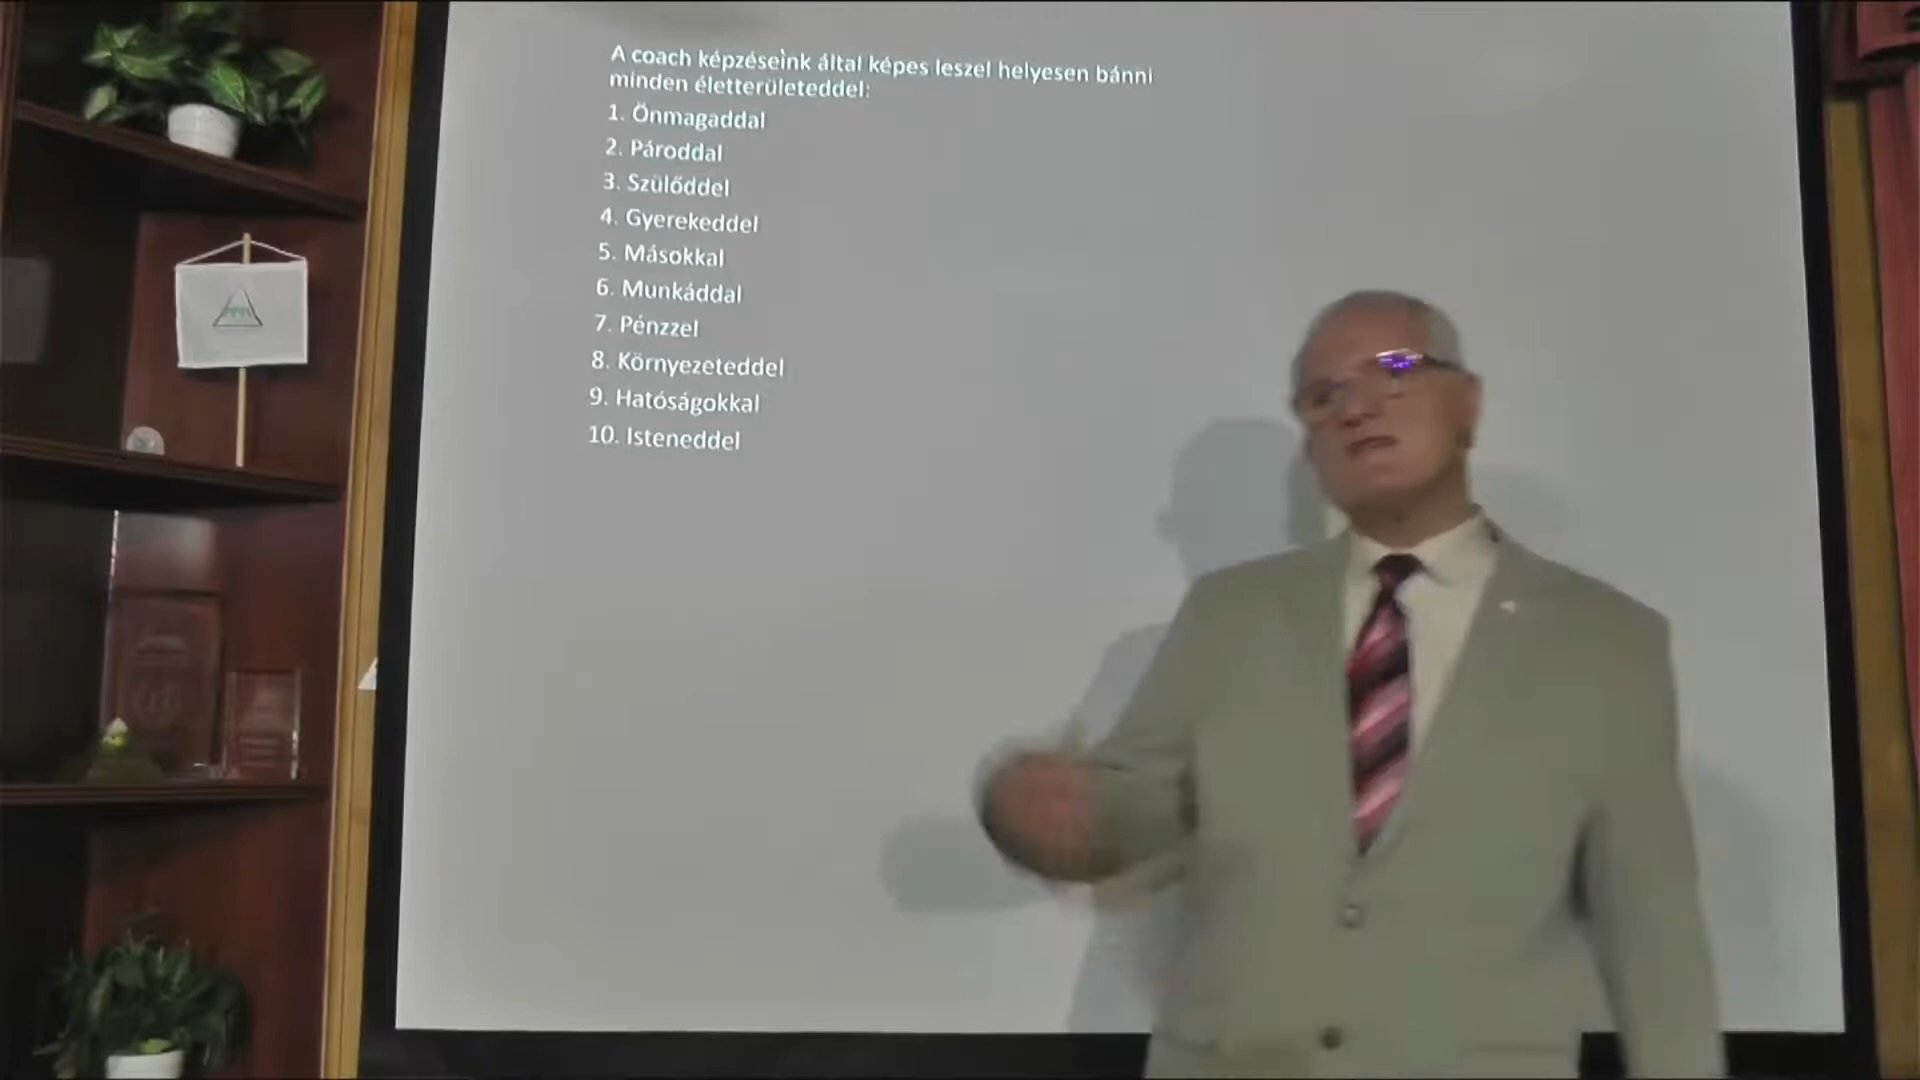 A coach képzéseink által képes leszel helyesen bánni
minden életterületeddel:
1. Önmagaddal
2. Pároddal
3. Szülőddel
4. Gyerekeddel
5. Másokkal
6. Munkáddal
7. Pénzzel
8. Környezeteddel
9. Hatóságokkal
10. Isteneddel